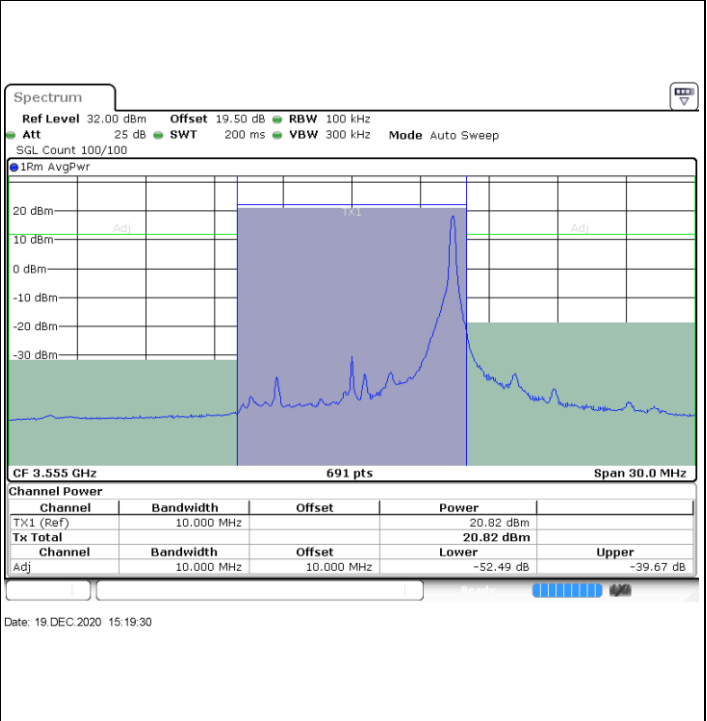 Spectrum
Ref Level 32.00 dBm Offset 19.50 dB RBW 100 kHz
Att 25 dB SWT 200 ms VBW 300 kHz Mode Auto Sweep
SGL Count 100/100
1Rm AvgPwr
20 dBm
TX1
Adj Adj
10 dBm
0 dBm
-10 dBm
-20 dBm
-30 dBm
CF 3.555 GHz 691 pts Span 30.0 MHz
Channel Power
Channel Bandwidth Offset Power
TX1 (Ref) 10.000 MHz 20.82 dBm
Tx Total 20.82 dBm
Channel Bandwidth Offset Lower Upper
Adj 10.000 MHz 10.000 MHz -52.49 dB -39.67 dB
Ready
Date: 19.DEC.2020 15:19:30